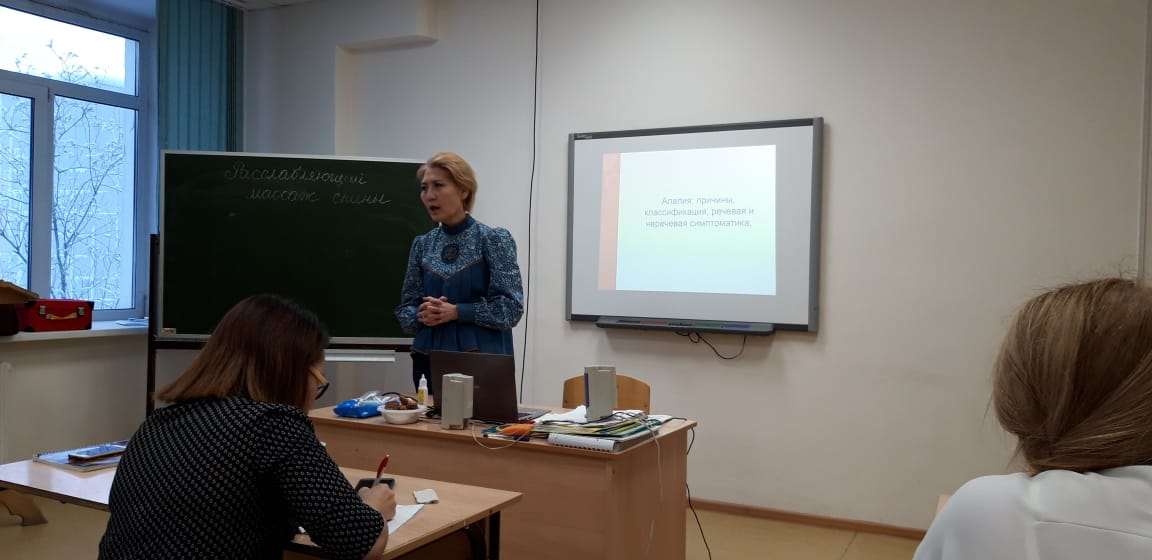 Расслабляющий
массаж спины
Алалия: причины,
классификация, речевая и
неречевая симптоматика.